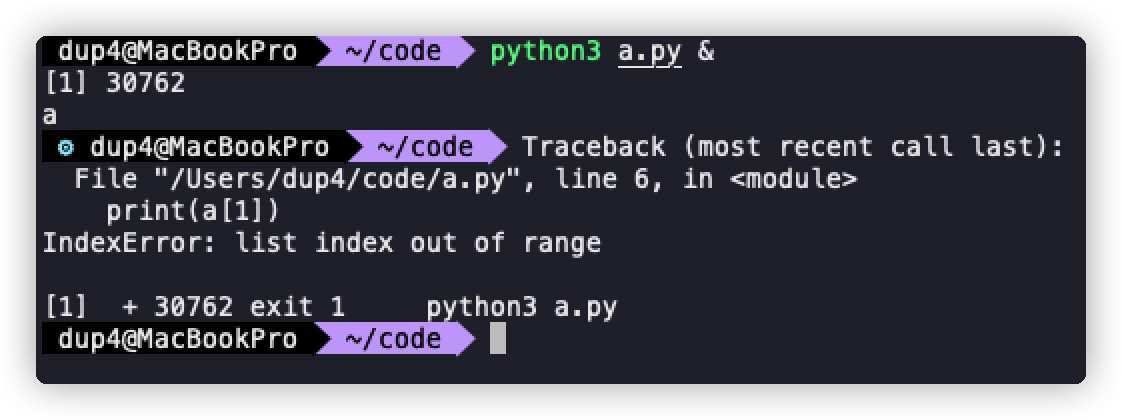 dup4@MacBookPro ~/code python3 a.py &
[1] 30762
a
⚙ dup4@MacBookPro ~/code Traceback (most recent call last):
  File "/Users/dup4/code/a.py", line 6, in <module>
    print(a[1])
IndexError: list index out of range
[1]  + 30762 exit 1     python3 a.py
dup4@MacBookPro ~/code